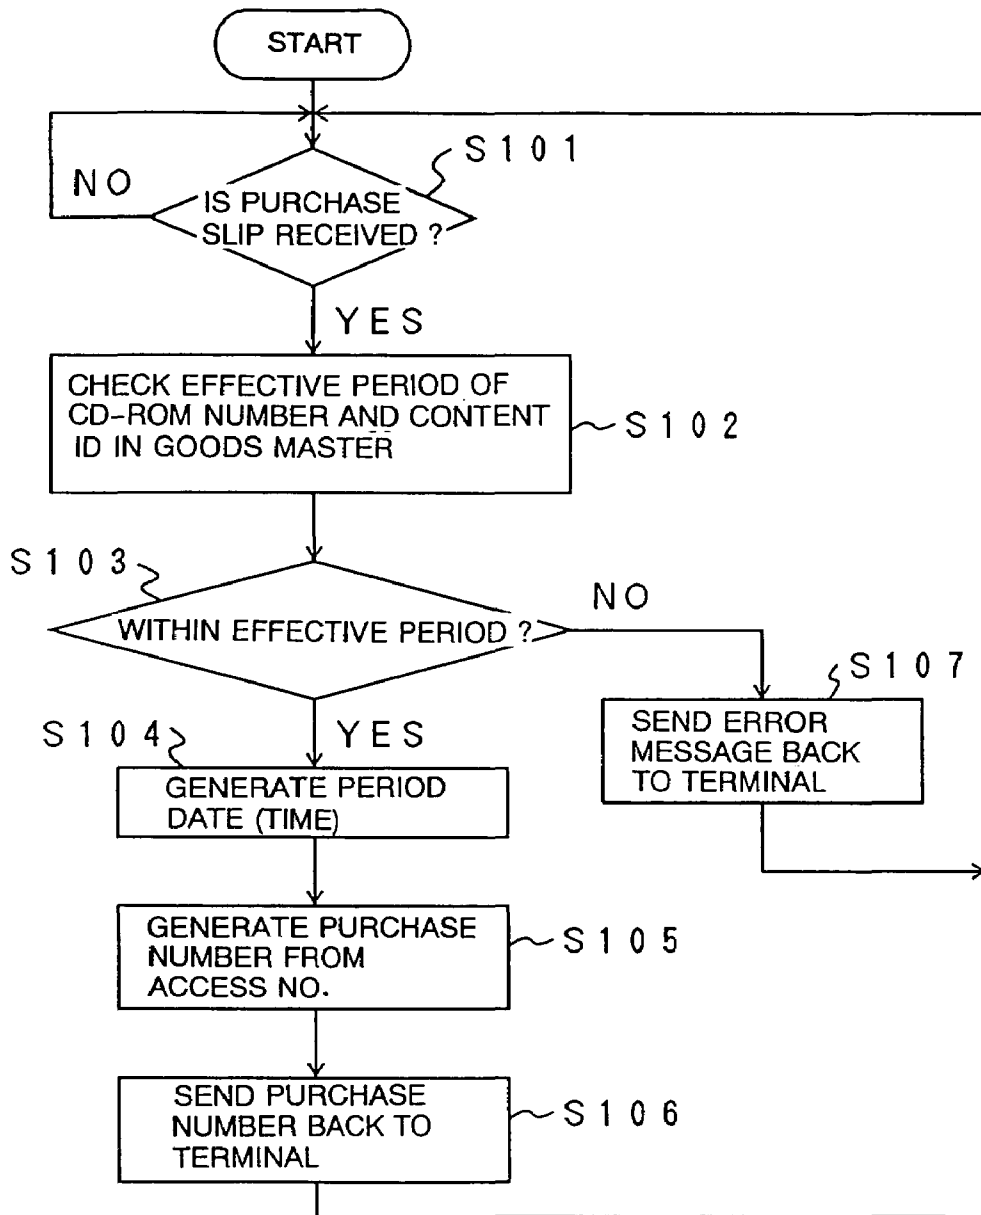 START
S101
NO
IS PURCHASE
SLIP RECEIVED ?
YES
CHECK EFFECTIVE PERIOD OF
CD-ROM NUMBER AND CONTENT
ID IN GOODS MASTER
S102
S103
NO
WITHIN EFFECTIVE PERIOD ?
S107
SEND ERROR
MESSAGE BACK
TO TERMINAL
S104
YES
GENERATE PERIOD
DATE (TIME)
GENERATE PURCHASE
NUMBER FROM
ACCESS NO.
S105
SEND PURCHASE
NUMBER BACK TO
TERMINAL
S106